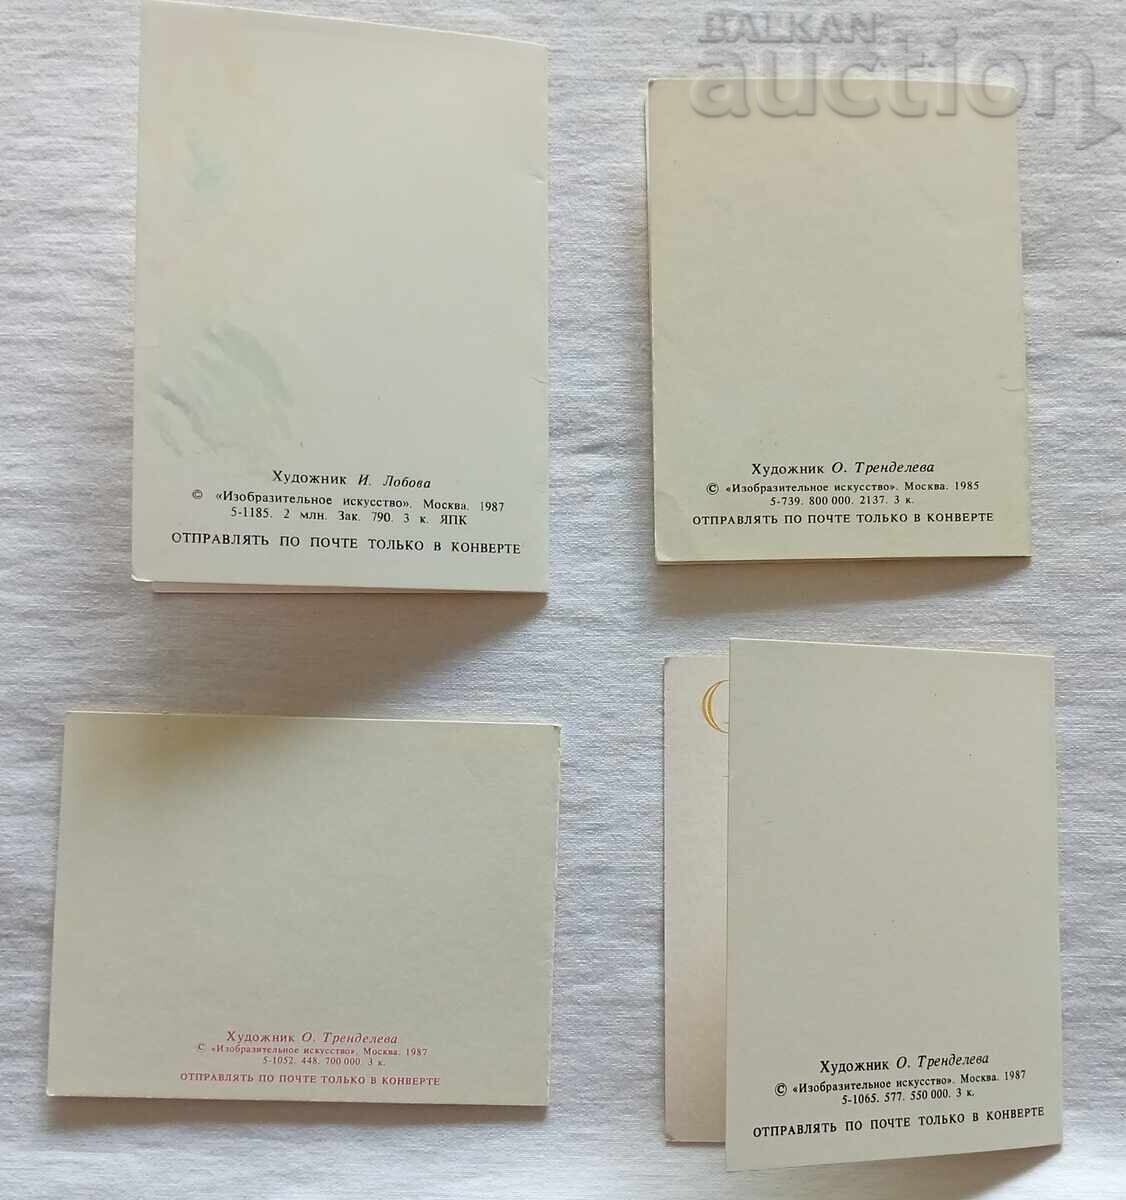 BALKAN
auction
Художник И. Лобова
© «Изобразительное искусство». Москва. 1987
5-1185. 2 млн. Зак. 790. 3 к. ЯПК
ОТПРАВЛЯТЬ ПО ПОЧТЕ ТОЛЬКО В КОНВЕРТЕ
Художник О. Тренделева
© «Изобразительное искусство». Москва. 1985
5-739. 800 000. 2137. 3 к.
ОТПРАВЛЯТЬ ПО ПОЧТЕ ТОЛЬКО В КОНВЕРТЕ
Художник О. Тренделева
© «Изобразительное искусство». Москва. 1987
5-1052. 448. 700 000. 3 к.
ОТПРАВЛЯТЬ ПО ПОЧТЕ ТОЛЬКО В КОНВЕРТЕ
Художник О. Тренделева
© «Изобразительное искусство». Москва. 1987
5-1065. 577. 550 000. 3 к.
ОТПРАВЛЯТЬ ПО ПОЧТЕ ТОЛЬКО В КОНВЕРТЕ